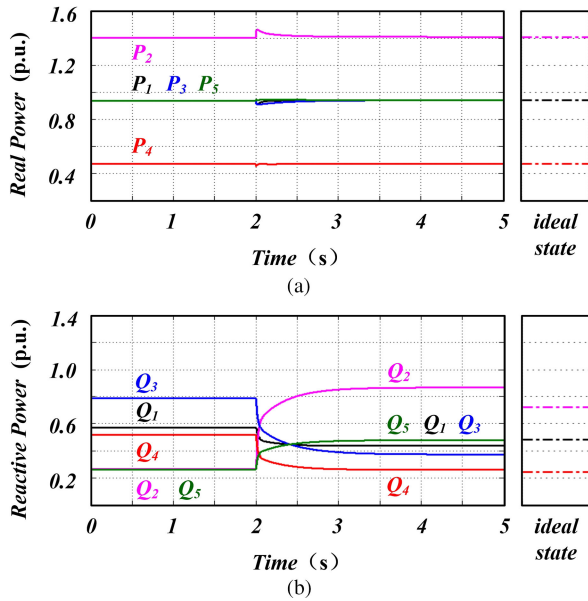 Real Power (p.u.)
1.6
1.4
0.9
0.4
P2
P1 P3 P5
P4
0 1 2 3 4 5
Time (s)
ideal
state
(a)
Reactive Power (p.u.)
1.4
1.0
0.6
0.2
Q3
Q1
Q4
Q2 Q5
Q2
Q5 Q1 Q3
Q4
0 1 2 3 4 5
Time (s)
ideal
state
(b)